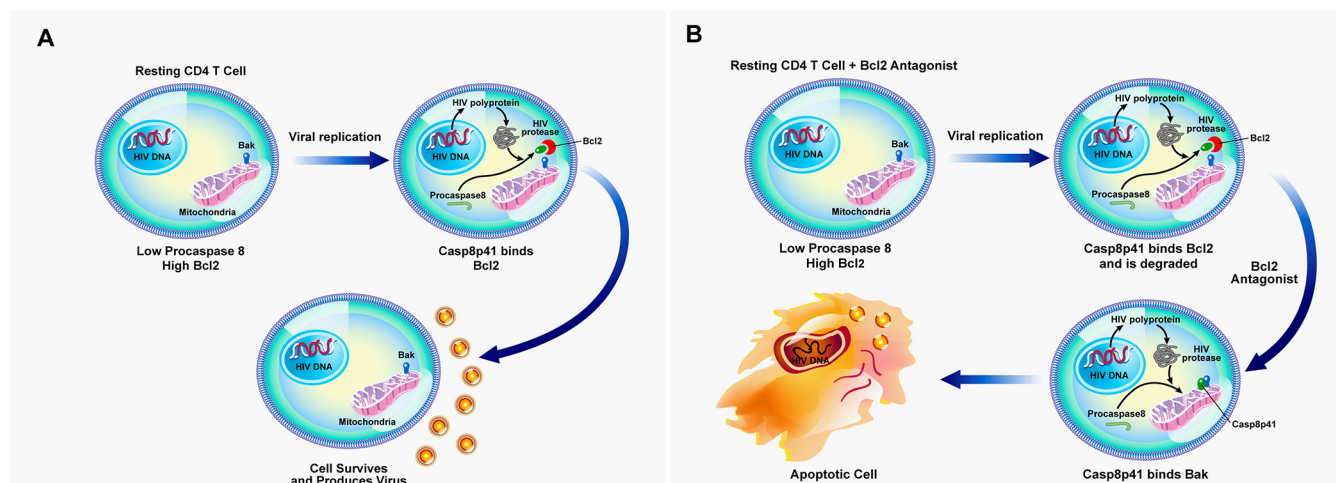 A
Resting CD4 T Cell
HIV DNA
Bak
Mitochondria
Low Procaspase 8
High Bcl2
Viral replication
HIV polyprotein
HIV
protease
Bcl2
HIV DNA
Procaspase8
Casp8p41 binds
Bcl2
HIV DNA
Bak
Mitochondria
Cell Survives
and Produces Virus
B
Resting CD4 T Cell + Bcl2 Antagonist
HIV DNA
Bak
Mitochondria
Low Procaspase 8
High Bcl2
Viral replication
HIV polyprotein
HIV
protease
Bcl2
HIV DNA
Procaspase8
Casp8p41 binds Bcl2
and is degraded
Bcl2
Antagonist
HIV polyprotein
HIV
protease
HIV DNA
Procaspase8
Casp8p41
Casp8p41 binds Bak
HIV DNA
Apoptotic Cell